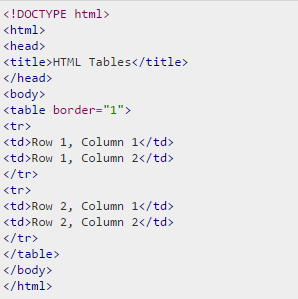 <!DOCTYPE html>
<html>
<head>
<title>HTML Tables</title>
</head>
<body>
<table border="1">
<tr>
<td>Row 1, Column 1</td>
<td>Row 1, Column 2</td>
</tr>
<tr>
<td>Row 2, Column 1</td>
<td>Row 2, Column 2</td>
</tr>
</table>
</body>
</html>